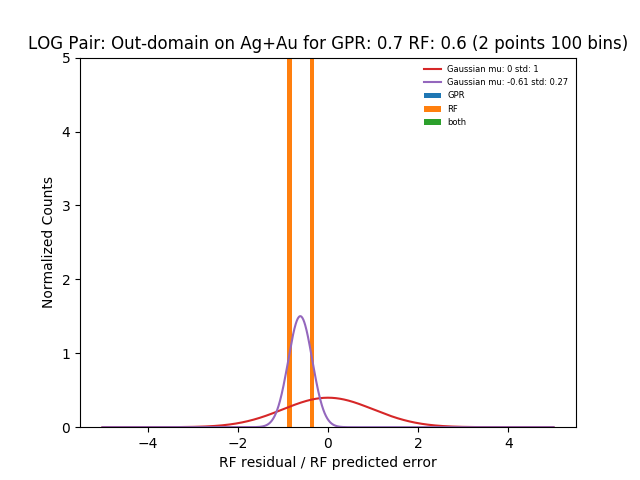 LOG Pair: Out-domain on Ag+Au for GPR: 0.7 RF: 0.6 (2 points 100 bins)
Gaussian mu: 0 std: 1
Gaussian mu: -0.61 std: 0.27
GPR
RF
both
Normalized Counts
5
4
3
2
1
0
−4
−2
0
2
4
RF residual / RF predicted error